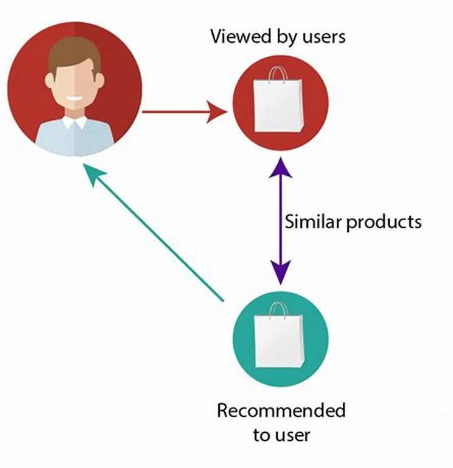 Viewed by users
Similar products
Recommended
to user